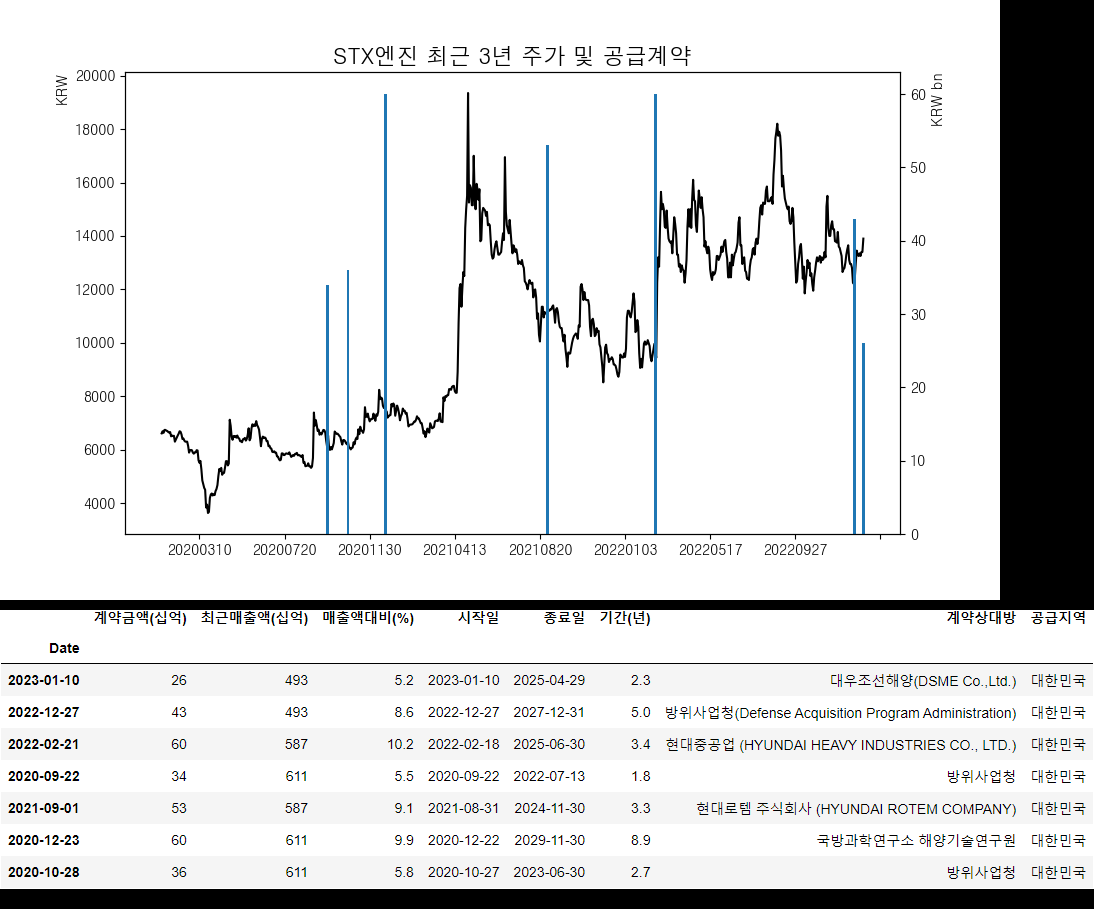 STX엔진 최근 3년 주가 및 공급계약
KRW
KRW bn
20000
18000
16000
14000
12000
10000
8000
6000
4000
60
50
40
30
20
10
0
20200310 20200720 20201130 20210413 20210820 20220103 20220517 20220927
계약금액(십억) 최근매출액(십억) 매출액대비(%) 시작일 종료일 기간(년) 계약상대방 공급지역
Date
2023-01-10 26 493 5.2 2023-01-10 2025-04-29 2.3 대우조선해양(DSME Co.,Ltd.) 대한민국
2022-12-27 43 493 8.6 2022-12-27 2027-12-31 5.0 방위사업청(Defense Acquisition Program Administration) 대한민국
2022-02-21 60 587 10.2 2022-02-18 2025-06-30 3.4 현대중공업 (HYUNDAI HEAVY INDUSTRIES CO., LTD.) 대한민국
2020-09-22 34 611 5.5 2020-09-22 2022-07-13 1.8 방위사업청 대한민국
2021-09-01 53 587 9.1 2021-08-31 2024-11-30 3.3 현대로템 주식회사 (HYUNDAI ROTEM COMPANY) 대한민국
2020-12-23 60 611 9.9 2020-12-22 2029-11-30 8.9 국방과학연구소 해양기술연구원 대한민국
2020-10-28 36 611 5.8 2020-10-27 2023-06-30 2.7 방위사업청 대한민국